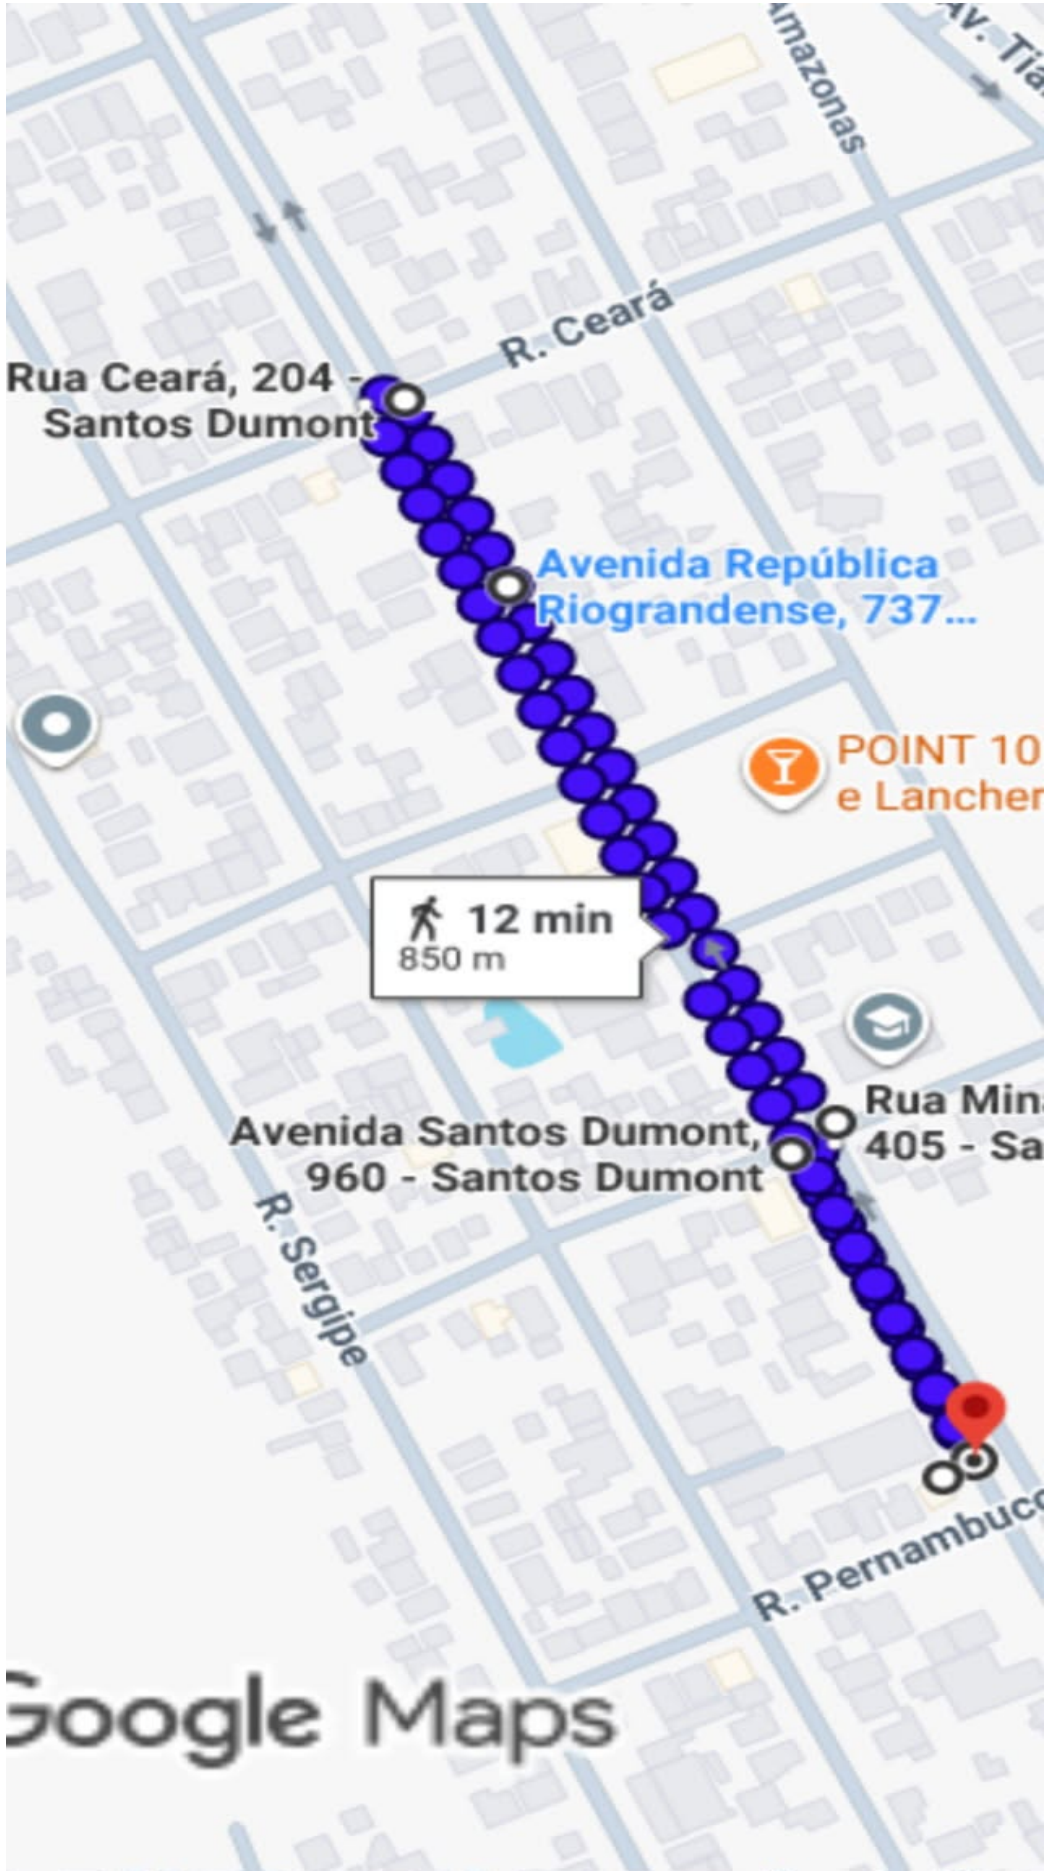 Amazonas
Av. Tia
R. Ceará
Rua Ceará, 204 -
Santos Dumont
Avenida República
Riograndense, 737...
POINT 10
e Lancher
12 min
850 m
Rua Min
405 - Sa
Avenida Santos Dumont,
960 - Santos Dumont
R. Sergipe
R. Pernambuco
Google Maps